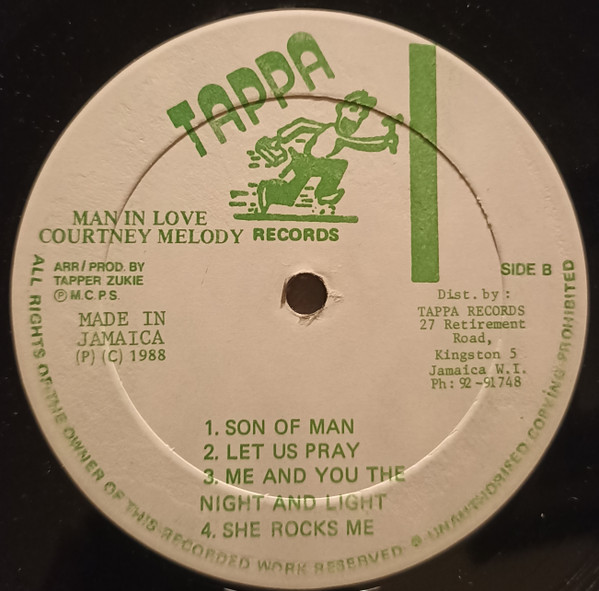 TAPPA
RECORDS
MAN IN LOVE
COURTNEY MELODY
ARR/PROD. BY
TAPPER ZUKIE
Ⓟ M.C.P.S.
MADE IN
JAMAICA
(P) (C) 1988
SIDE B
Dist. by :
TAPPA RECORDS
27 Retirement
Road,
Kingston 5
Jamaica W.I.
Ph: 92-91748
1. SON OF MAN
2. LET US PRAY
3. ME AND YOU THE
NIGHT AND LIGHT
4. SHE ROCKS ME
ALL RIGHTS OF THE OWNER OF THIS RECORDED WORK RESERVED ● UNAUTHORISED COPYING PROHIBITED